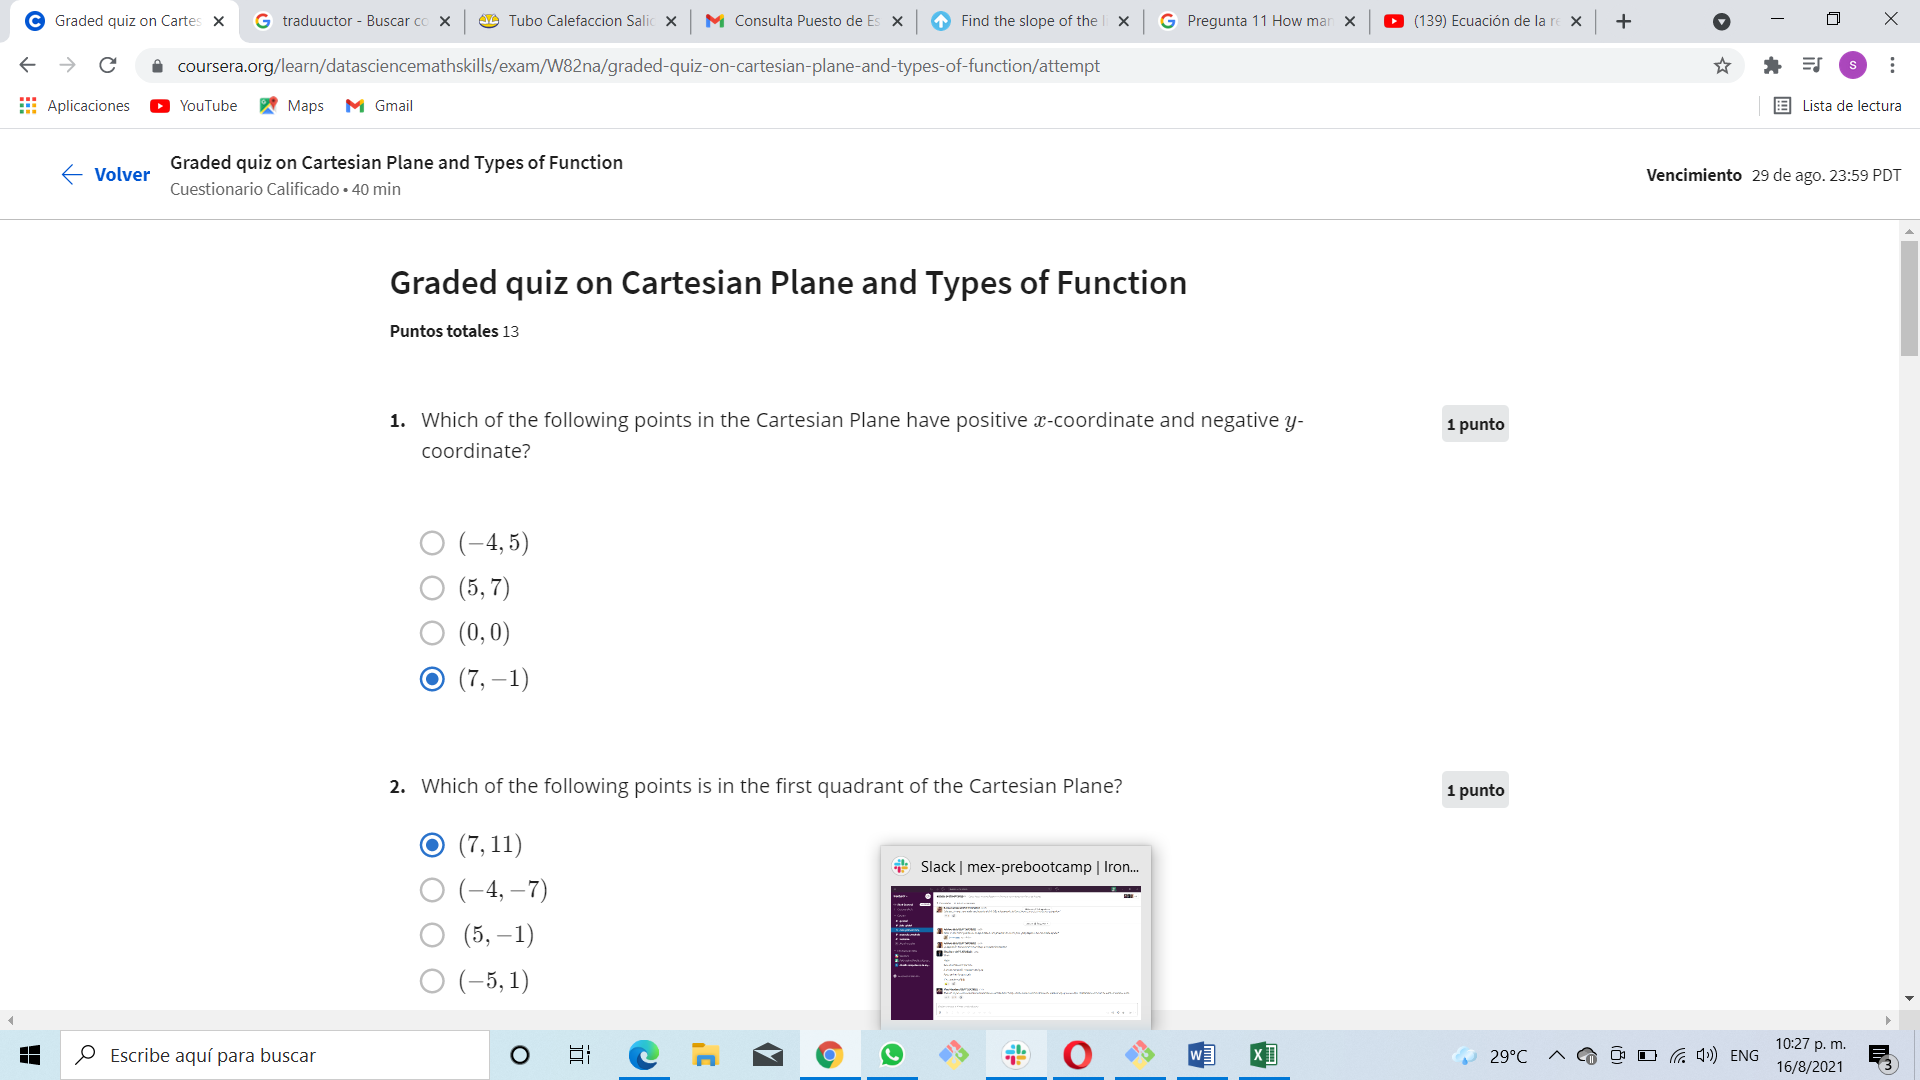 Graded quiz on Cartes
traduuctor - Buscar co
Tubo Calefaccion Salid
Consulta Puesto de Es
Find the slope of the li
Pregunta 11 How man
(139) Ecuación de la re
coursera.org/learn/datasciencemathskills/exam/W82na/graded-quiz-on-cartesian-plane-and-types-of-function/attempt
S
Aplicaciones
YouTube
Maps
Gmail
Lista de lectura
Volver
Graded quiz on Cartesian Plane and Types of Function
Cuestionario Calificado • 40 min
Vencimiento 29 de ago. 23:59 PDT
Graded quiz on Cartesian Plane and Types of Function
Puntos totales 13
1. Which of the following points in the Cartesian Plane have positive x-coordinate and negative y-
coordinate?
1 punto
(−4, 5)
(5, 7)
(0, 0)
(7, −1)
2. Which of the following points is in the first quadrant of the Cartesian Plane?
1 punto
(7, 11)
(−4, −7)
(5, −1)
(−5, 1)
Slack | mex-prebootcamp | Iron...
Escribe aquí para buscar
29°C
ENG
10:27 p. m.
16/8/2021
3